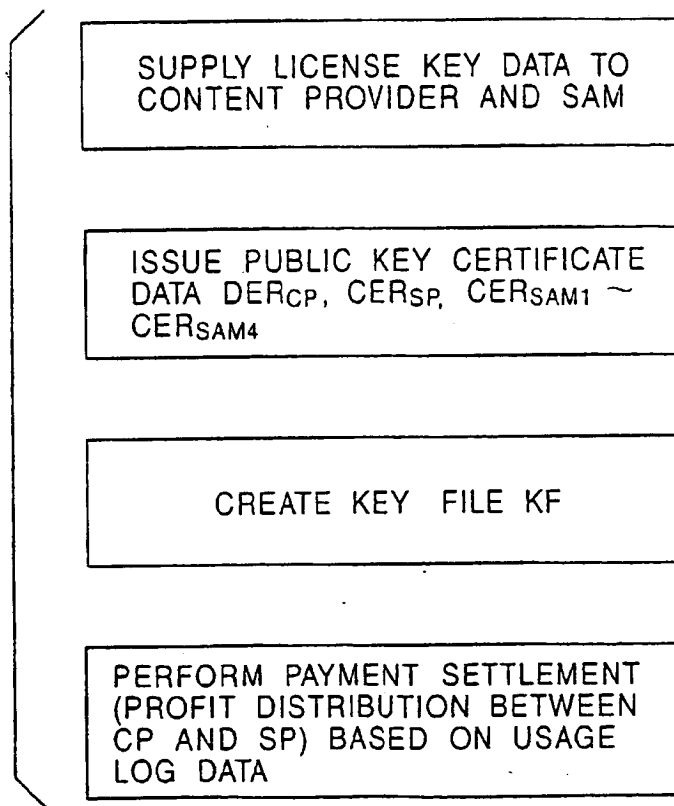 SUPPLY LICENSE KEY DATA TO
CONTENT PROVIDER AND SAM
ISSUE PUBLIC KEY CERTIFICATE
DATA DERCP, CERSP, CERSAM1 ~
CERSAM4
CREATE KEY FILE KF
PERFORM PAYMENT SETTLEMENT
(PROFIT DISTRIBUTION BETWEEN
CP AND SP) BASED ON USAGE
LOG DATA